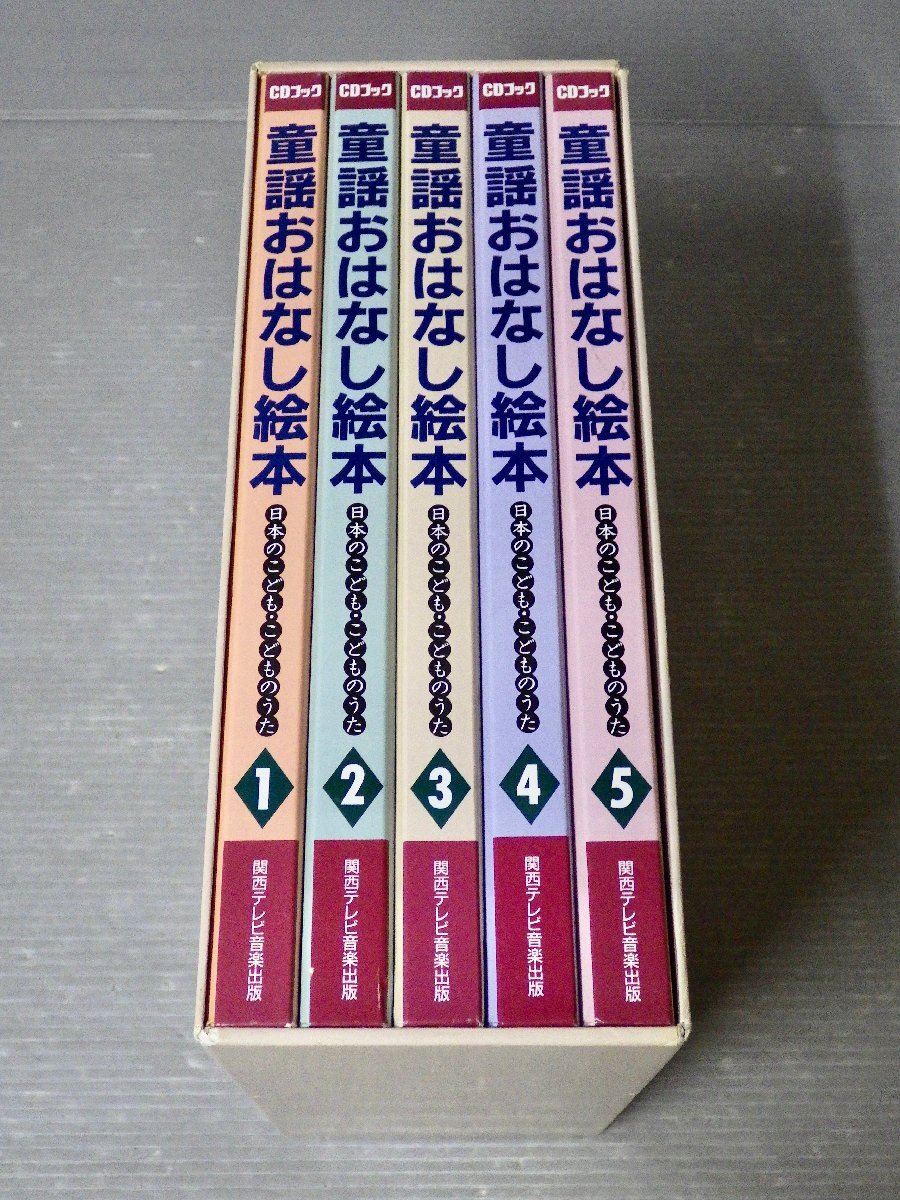 CDブック
童謡おはなし絵本
日本のこども・こどものうた
1
関西テレビ音楽出版
CDブック
童謡おはなし絵本
日本のこども・こどものうた
2
関西テレビ音楽出版
CDブック
童謡おはなし絵本
日本のこども・こどものうた
3
関西テレビ音楽出版
CDブック
童謡おはなし絵本
日本のこども・こどものうた
4
関西テレビ音楽出版
CDブック
童謡おはなし絵本
日本のこども・こどものうた
5
関西テレビ音楽出版